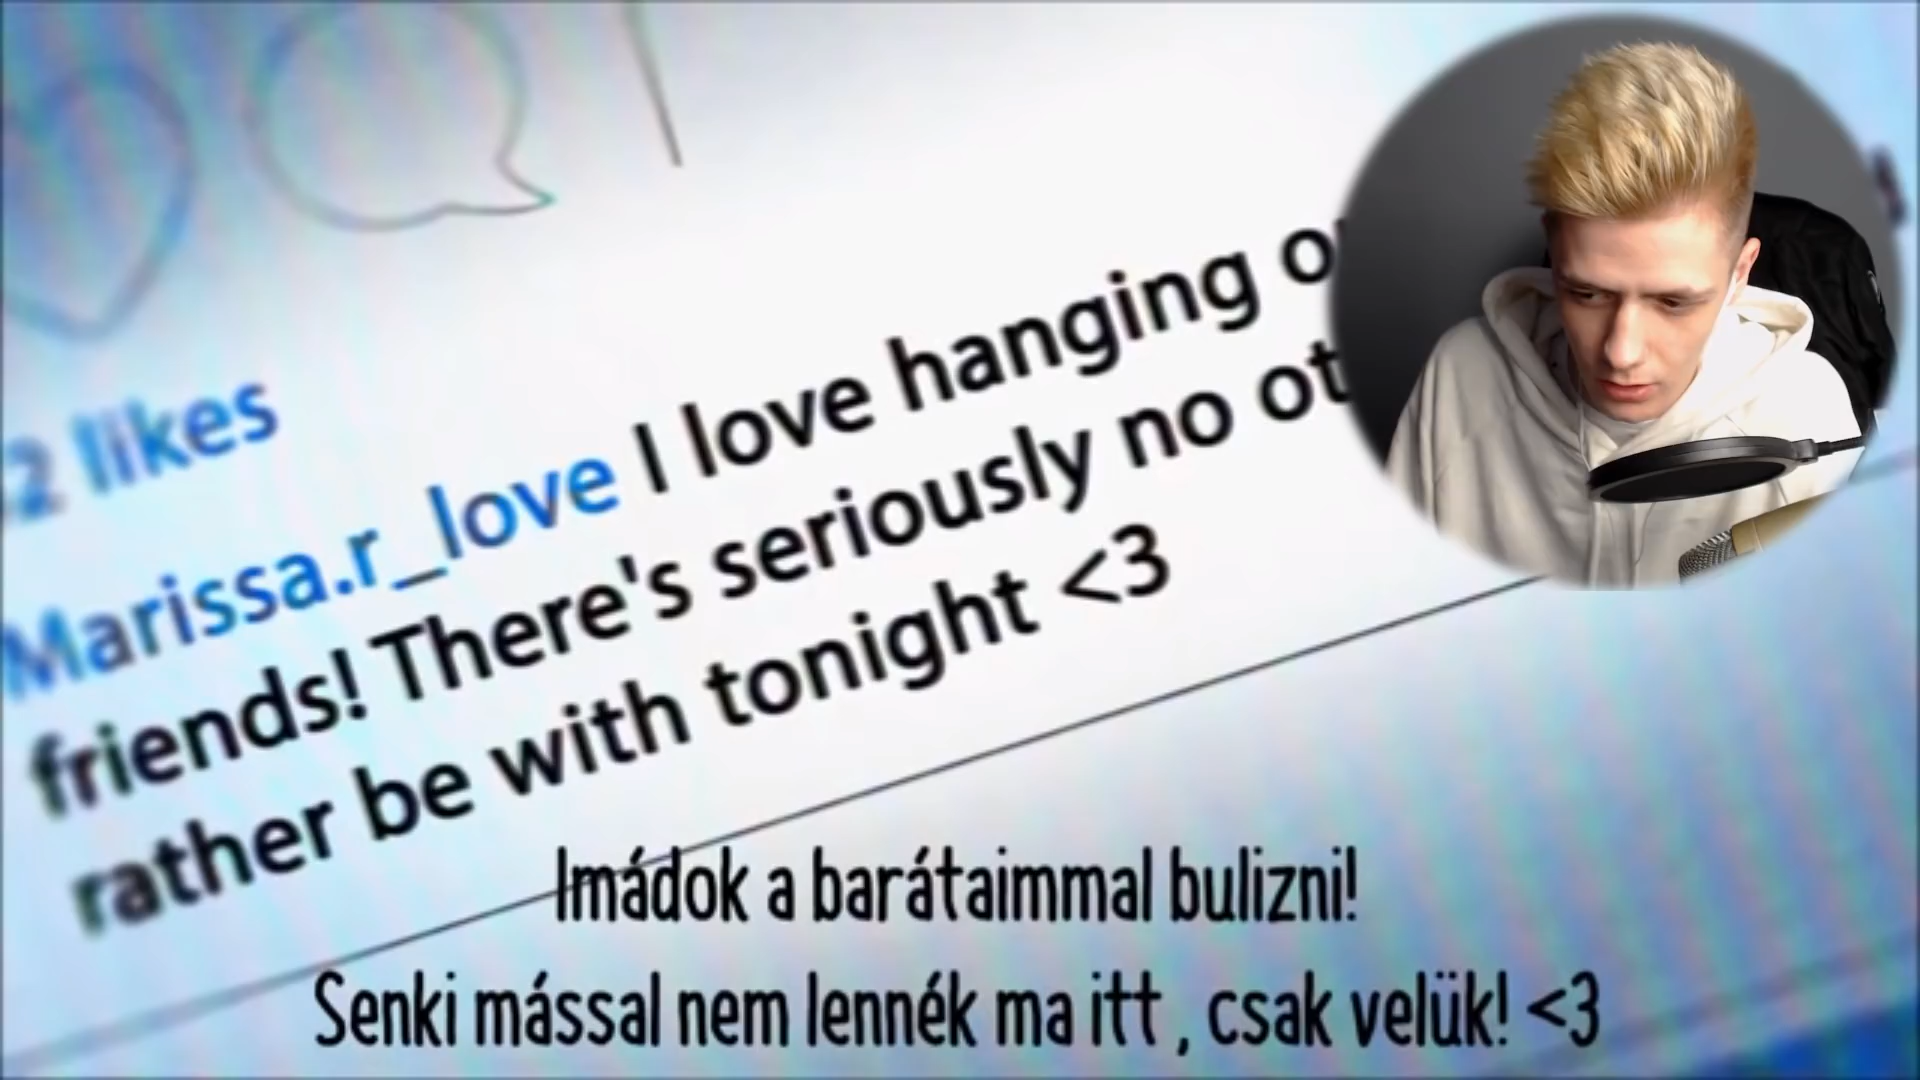 2 likes
Marissa.r_love I love hanging
friends! There's seriously no
rather be with tonight <3
Imádok a barátaimmal bulizni!
Senki mással nem lennék ma itt , csak velük! <3